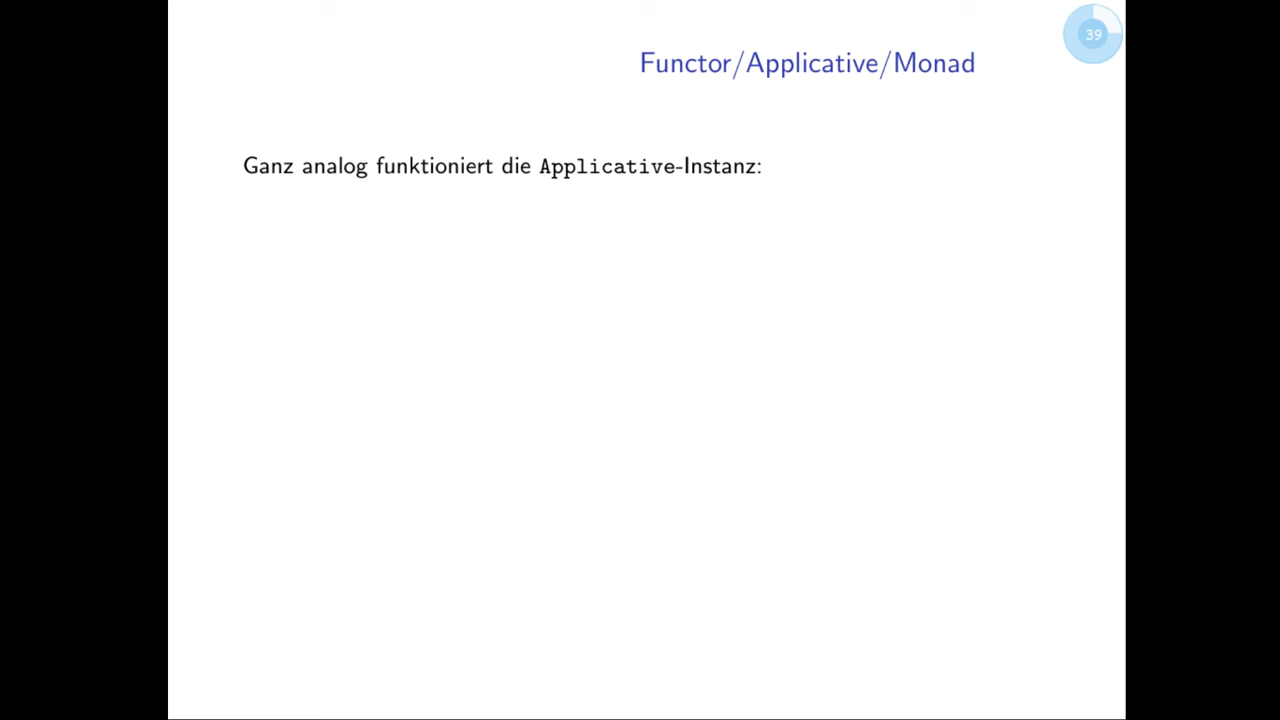 39
Functor/Applicative/Monad
Ganz analog funktioniert die Applicative-Instanz: